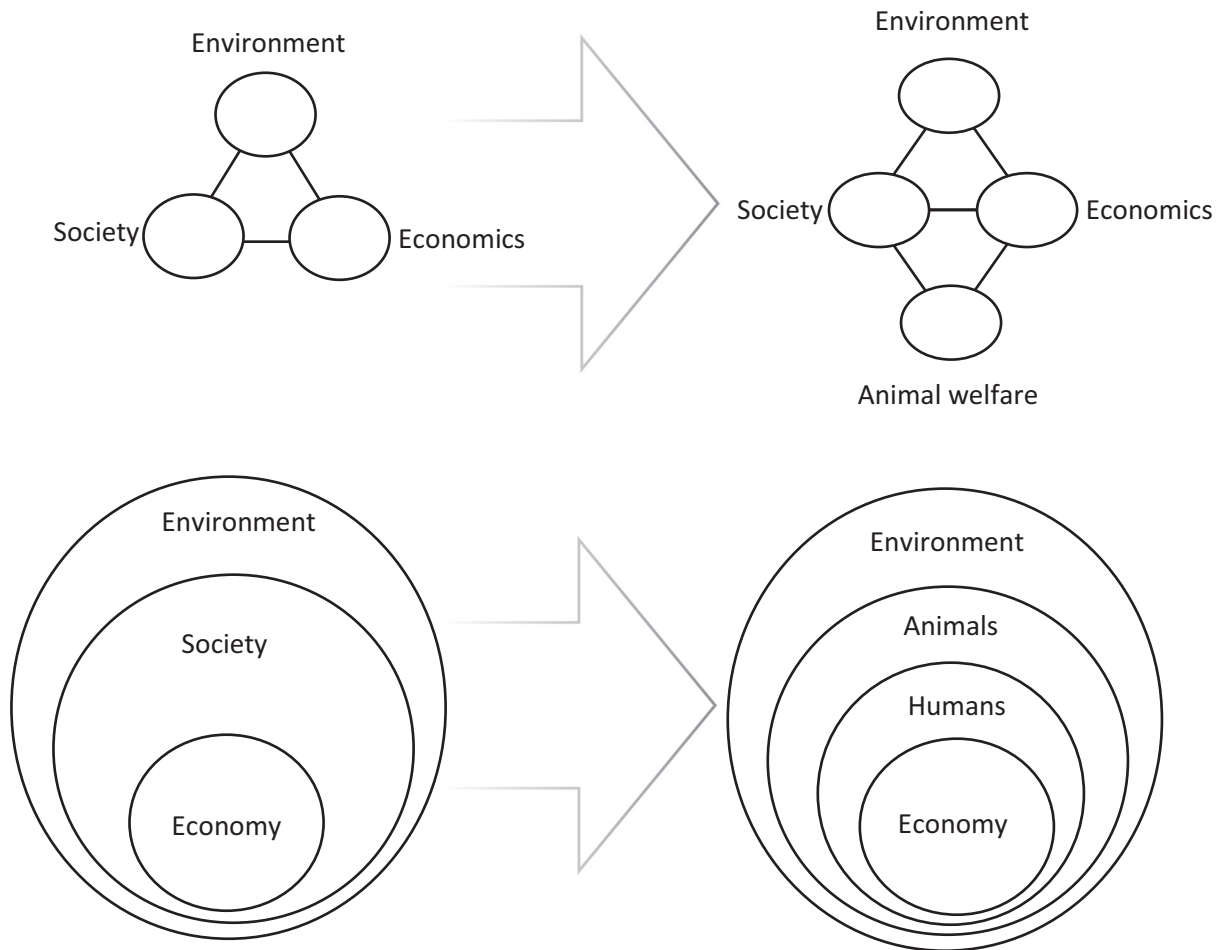 Environment
Society
Economics
Environment
Society
Economics
Animal welfare
Environment
Society
Economy
Environment
Animals
Humans
Economy